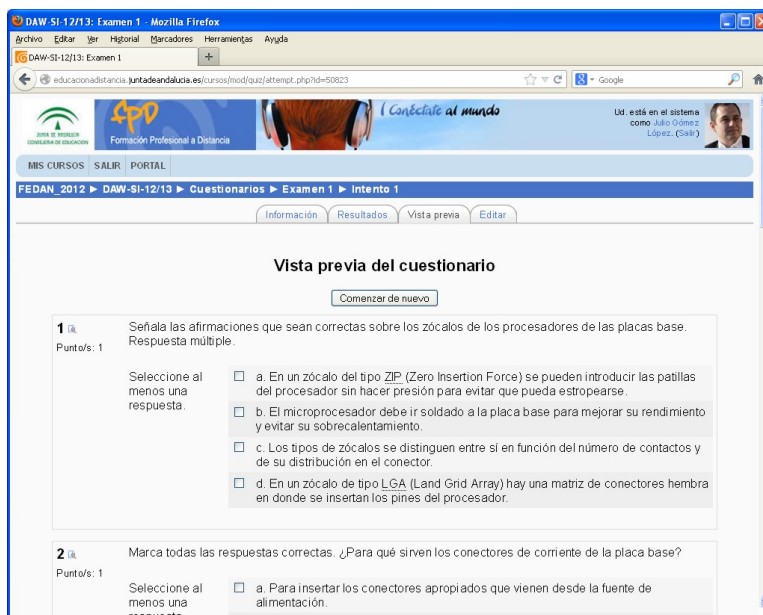 DAW-SI-12/13: Examen 1 - Mozilla Firefox
Archivo Editar Ver Historial Marcadores Herramientas Ayuda
DAW-SI-12/13: Examen 1
educacionadistancia.juntadeandalucia.es/cursos/mod/quiz/attempt.php?id=50823
Google
JUNTA DE ANDALUCIA
CONSEJERIA DE EDUCACION
FPD
Formación Profesional a Distancia
Conéctate al mundo
Ud. está en el sistema
como Julio Gómez
López. (Salir)
MIS CURSOS SALIR PORTAL
FEDAN_2012 ► DAW-SI-12/13 ► Cuestionarios ► Examen 1 ► Intento 1
Información Resultados Vista previa Editar
Vista previa del cuestionario
Comenzar de nuevo
1 Señala las afirmaciones que sean correctas sobre los zócalos de los procesadores de las placas base.
Punto/s: 1 Respuesta múltiple.
Seleccione al
menos una
respuesta.
a. En un zócalo del tipo ZIP (Zero Insertion Force) se pueden introducir las patillas
del procesador sin hacer presión para evitar que pueda estropearse.
b. El microprocesador debe ir soldado a la placa base para mejorar su rendimiento
y evitar su sobrecalentamiento.
c. Los tipos de zócalos se distinguen entre sí en función del número de contactos y
de su distribución en el conector.
d. En un zócalo de tipo LGA (Land Grid Array) hay una matriz de conectores hembra
en donde se insertan los pines del procesador.
2 Marca todas las respuestas correctas. ¿Para qué sirven los conectores de corriente de la placa base?
Punto/s: 1
Seleccione al
menos una
respuesta.
a. Para insertar los conectores apropiados que vienen desde la fuente de
alimentación.